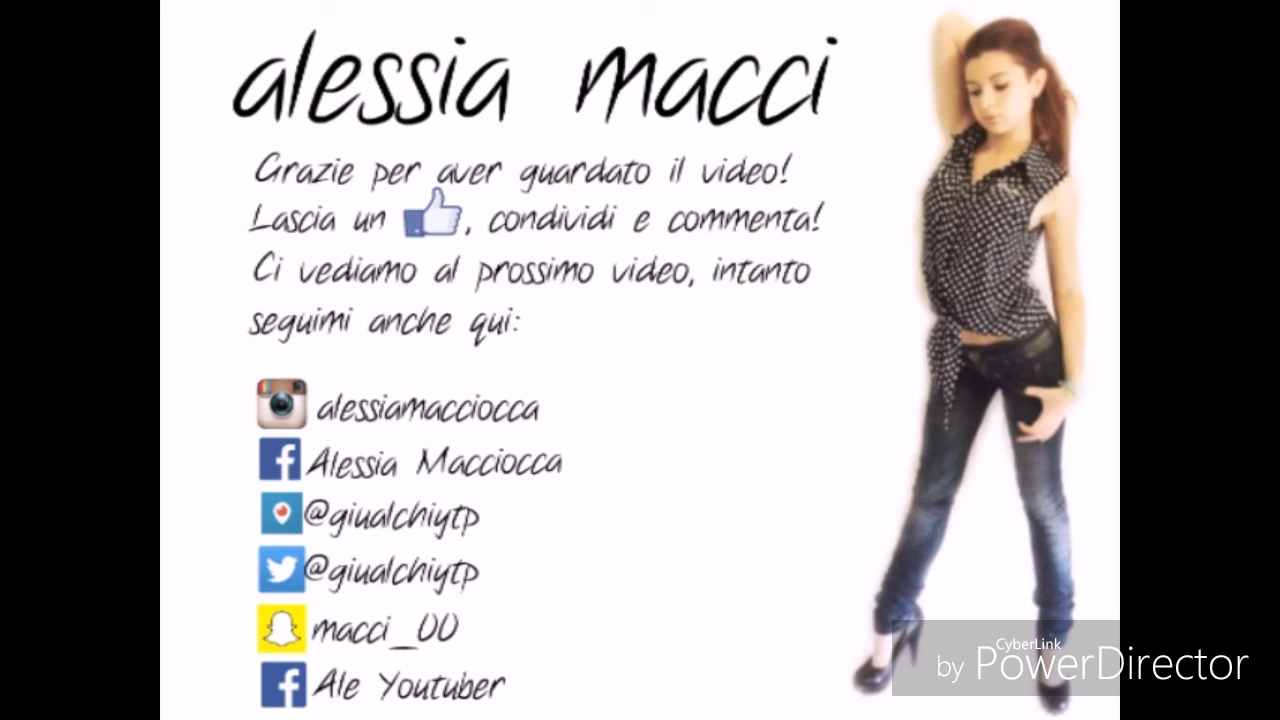 alessia macci
Grazie per aver guardato il video!
Lascia un , condividi e commenta!
Ci vediamo al prossimo video, intanto
seguimi anche qui:
alessiamacciocca
Alessia Macciocca
@giualchiytp
@giualchiytp
macci_00
Ale Youtuber
CyberLink
by PowerDirector